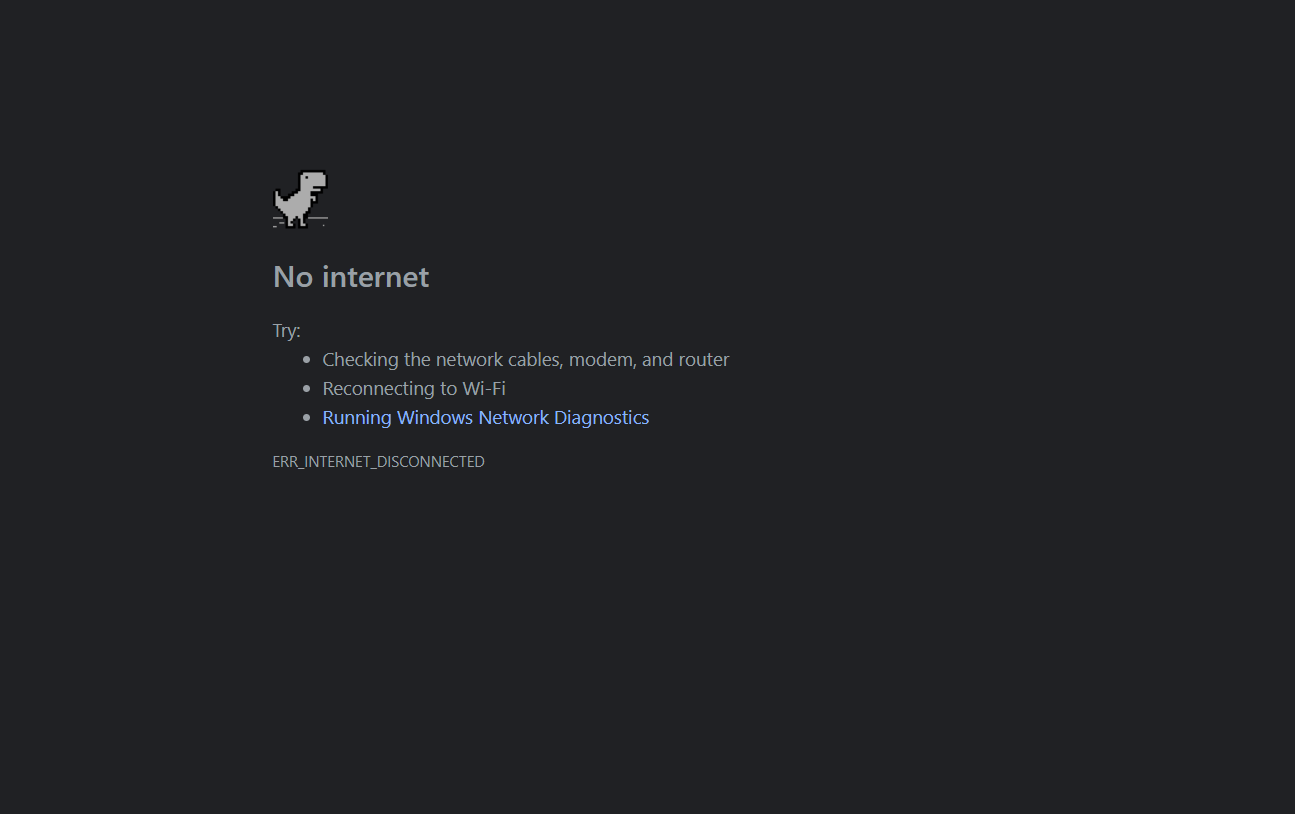 No internet
Try:
Checking the network cables, modem, and router
Reconnecting to Wi-Fi
Running Windows Network Diagnostics
ERR_INTERNET_DISCONNECTED